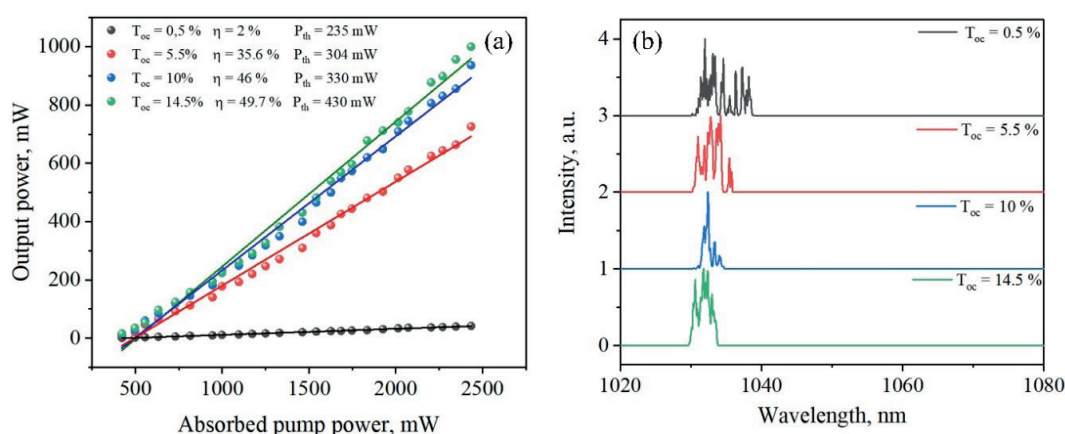 (a)
T_oc = 0,5% η = 2 % P_th = 235 mW
T_oc = 5.5% η = 35.6 % P_th = 304 mW
T_oc = 10% η = 46 % P_th = 330 mW
T_oc = 14.5% η = 49.7 % P_th = 430 mW
Output power, mW
1000
800
600
400
200
0
500
1000
1500
2000
2500
Absorbed pump power, mW
(b)
T_oc = 0.5 %
T_oc = 5.5 %
T_oc = 10 %
T_oc = 14.5 %
Intensity, a.u.
4
3
2
1
0
1020
1040
1060
1080
Wavelength, nm